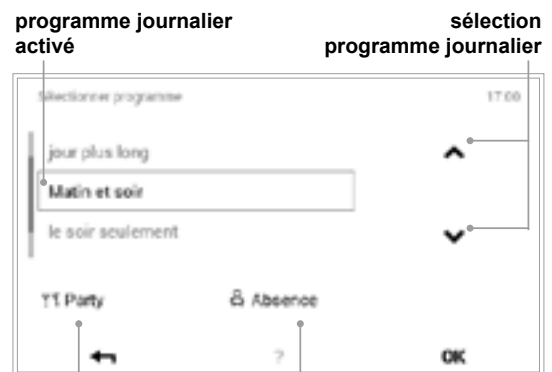 programme journalier
activé
sélection
programme journalier
Sélectionner programme
17:00
jour plus long
Matin et soir
le soir seulement
Party
Absence
?
OK